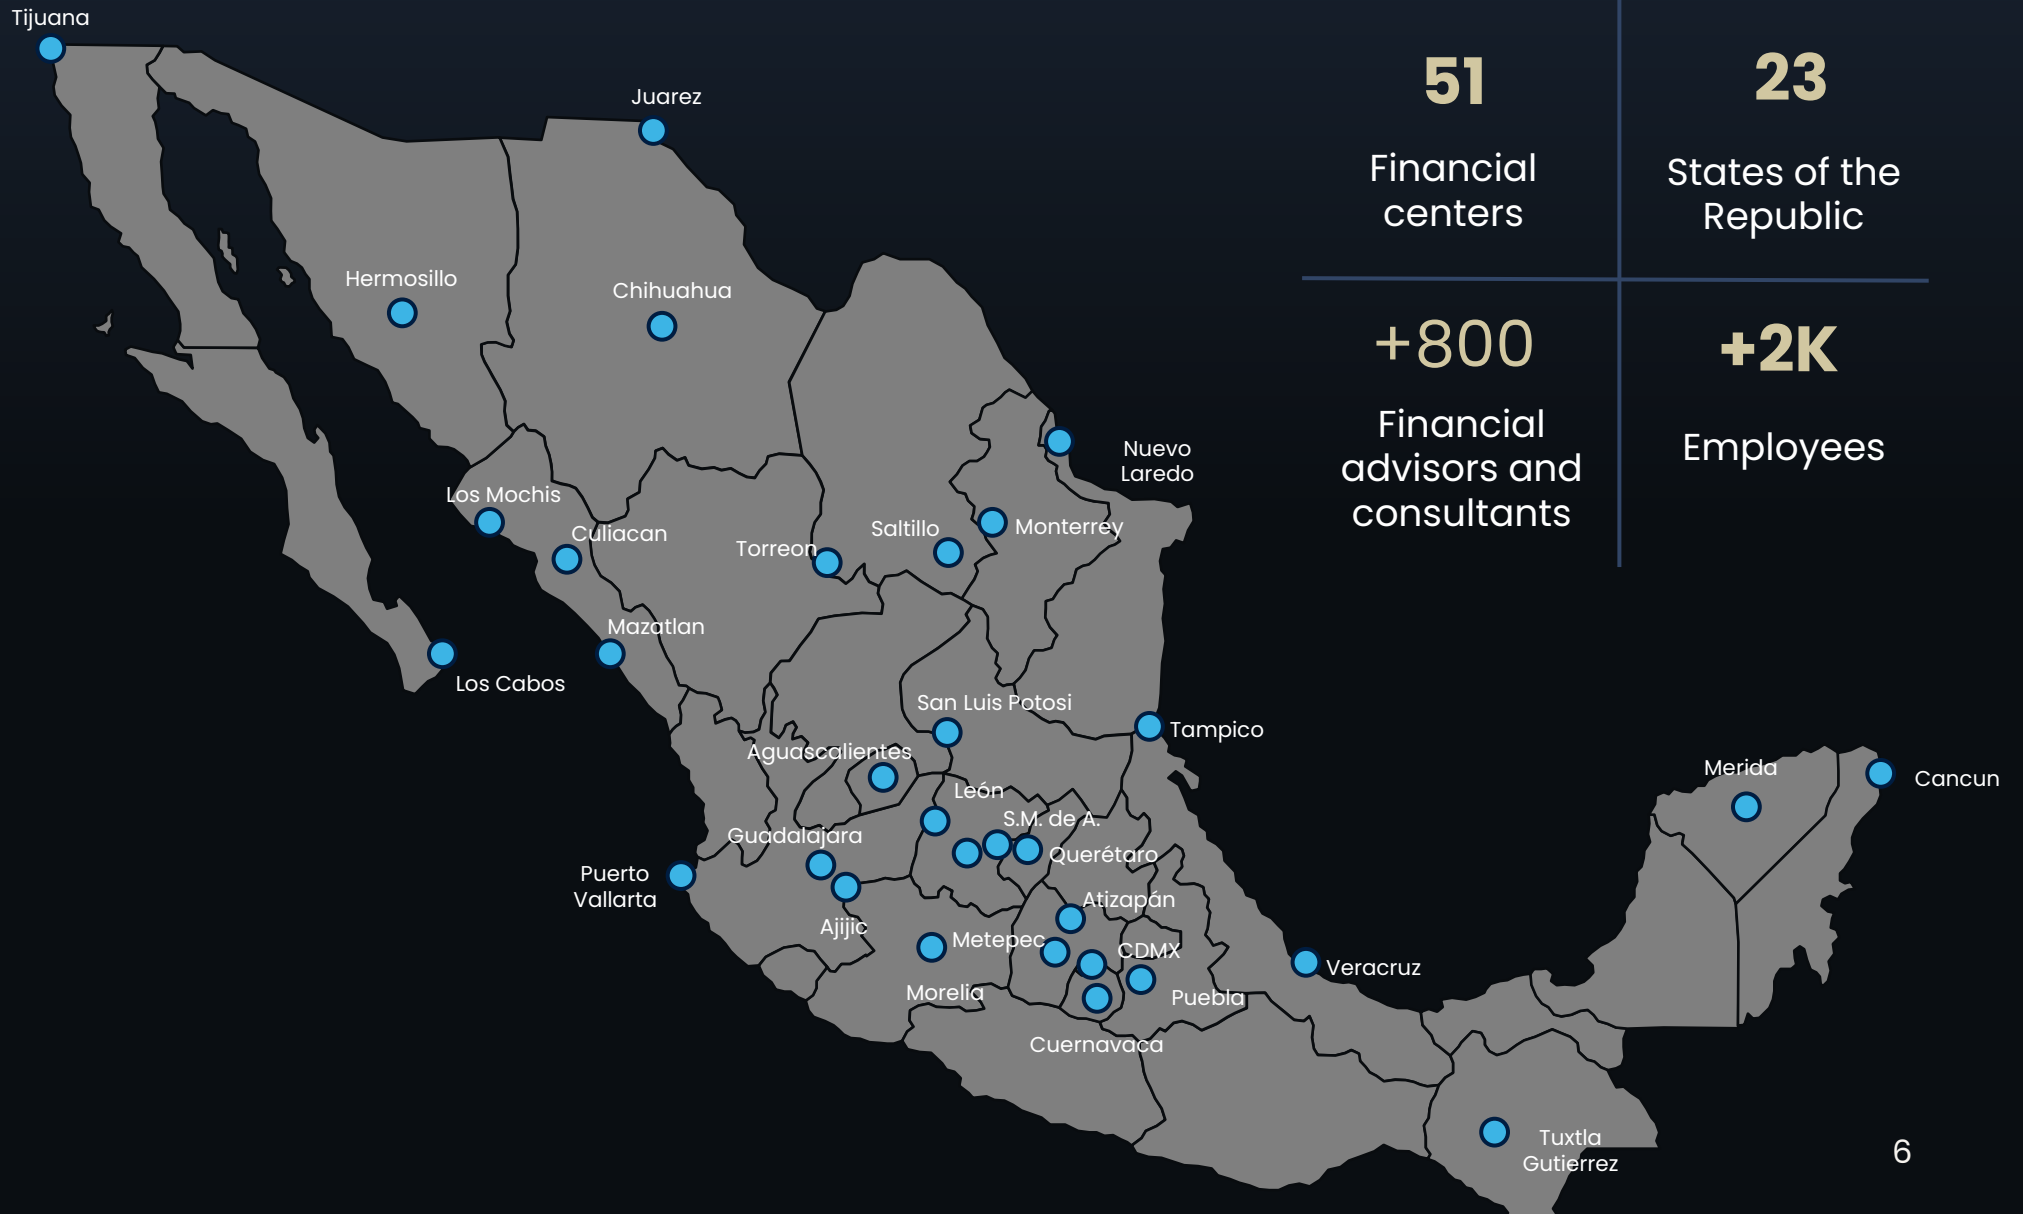 Tijuana
Juarez
Hermosillo
Chihuahua
Nuevo
Laredo
Los Mochis
Culiacan
Torreon
Saltillo
Monterrey
Mazatlan
Los Cabos
San Luis Potosi
Tampico
Aguascalientes
León
S.M. de A.
Guadalajara
Querétaro
Puerto
Vallarta
Atizapán
Ajijic
Metepec
CDMX
Morelia
Puebla
Cuernavaca
Veracruz
Merida
Cancun
Tuxtla
Gutierrez
51
Financial
centers
23
States of the
Republic
+800
Financial
advisors and
consultants
+2K
Employees
6